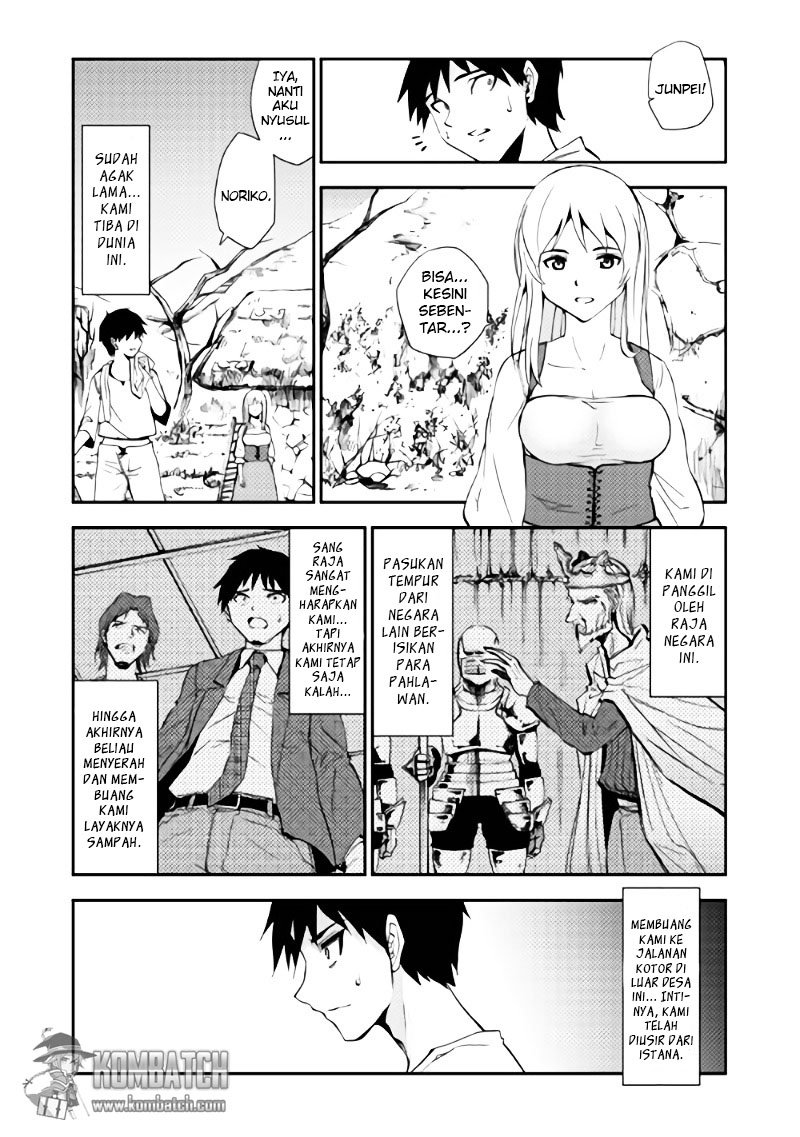 JUNPEI!
BISA...
KESINI
SEBEN-
TAR...?
IYA,
NANTI
AKU
NYUSUL
...
NORIKO.
SUDAH
AGAK
LAMA...
KAMI
TIBA DI
DUNIA
INI.
KAMI DI
PANGGIL
OLEH
RAJA
NEGARA
INI.
PASUKAN
TEMPUR
DARI
NEGARA
LAIN BER-
ISIKAN
PARA
PAHLA-
WAN.
SANG
RAJA
SANGAT
MENG-
HARAPKAN
KAMI...
TAPI
AKHIRNYA
KAMI TETAP
SAJA
KALAH...
HINGGA
AKHIRNYA
BELIAU
MENYERAH
DAN MEM-
BUANG
KAMI
LAYAKNYA
SAMPAH.
MEMBUANG
KAMI KE
JALANAN
KOTOR DI
LUAR DESA
INI... INTI-
NYA, KAMI
TELAH
DIUSIR DARI
ISTANA.
KOMBATCH
www.kombatch.com